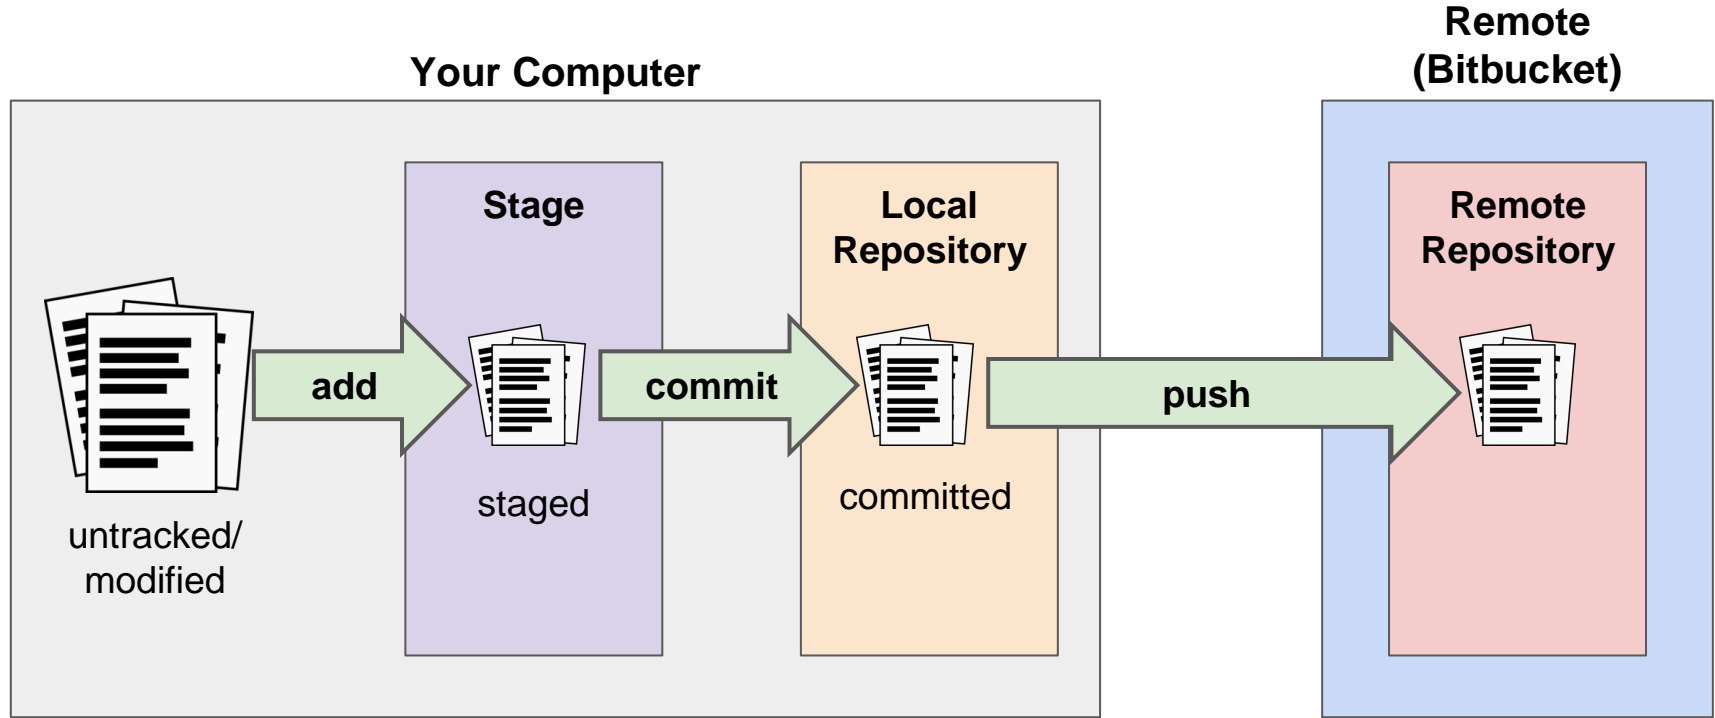 Your Computer
Remote
(Bitbucket)
Stage
Local
Repository
Remote
Repository
add
commit
push
untracked/
modified
staged
committed